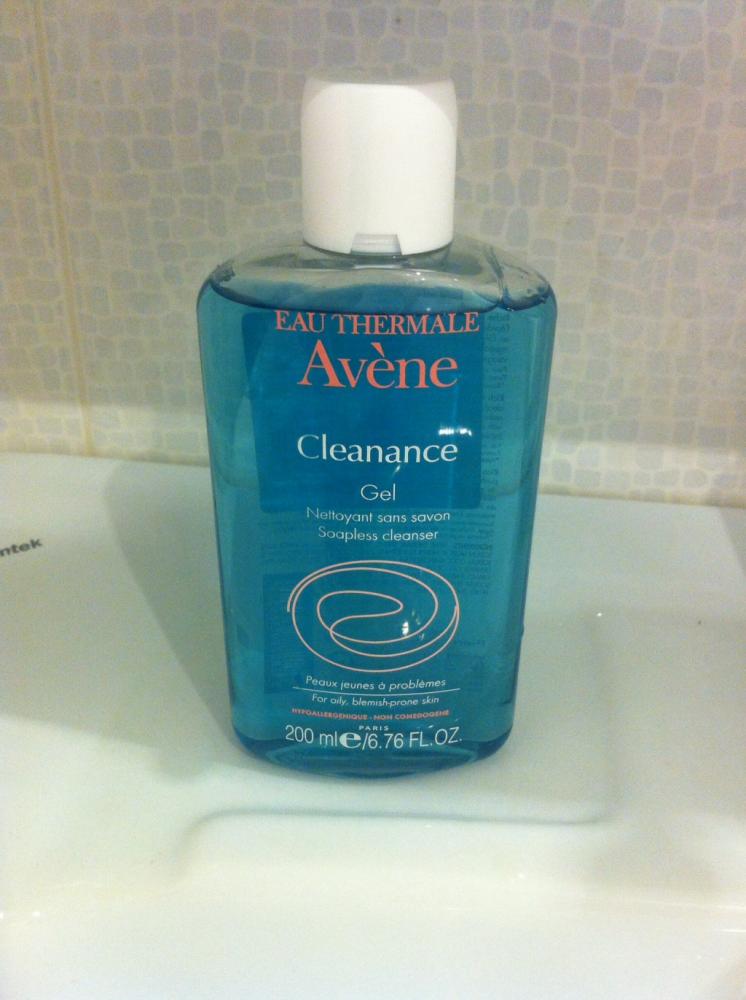 EAU THERMALE
Avène
Cleanance
Gel
Nettoyant sans savon
Soapless cleanser
Peaux jeunes à problèmes
For oily, blemish-prone skin
HYPOALLERGENIQUE - NON COMEDOGENE
PARIS
200 ml℮/6.76 FL.OZ.
ntek